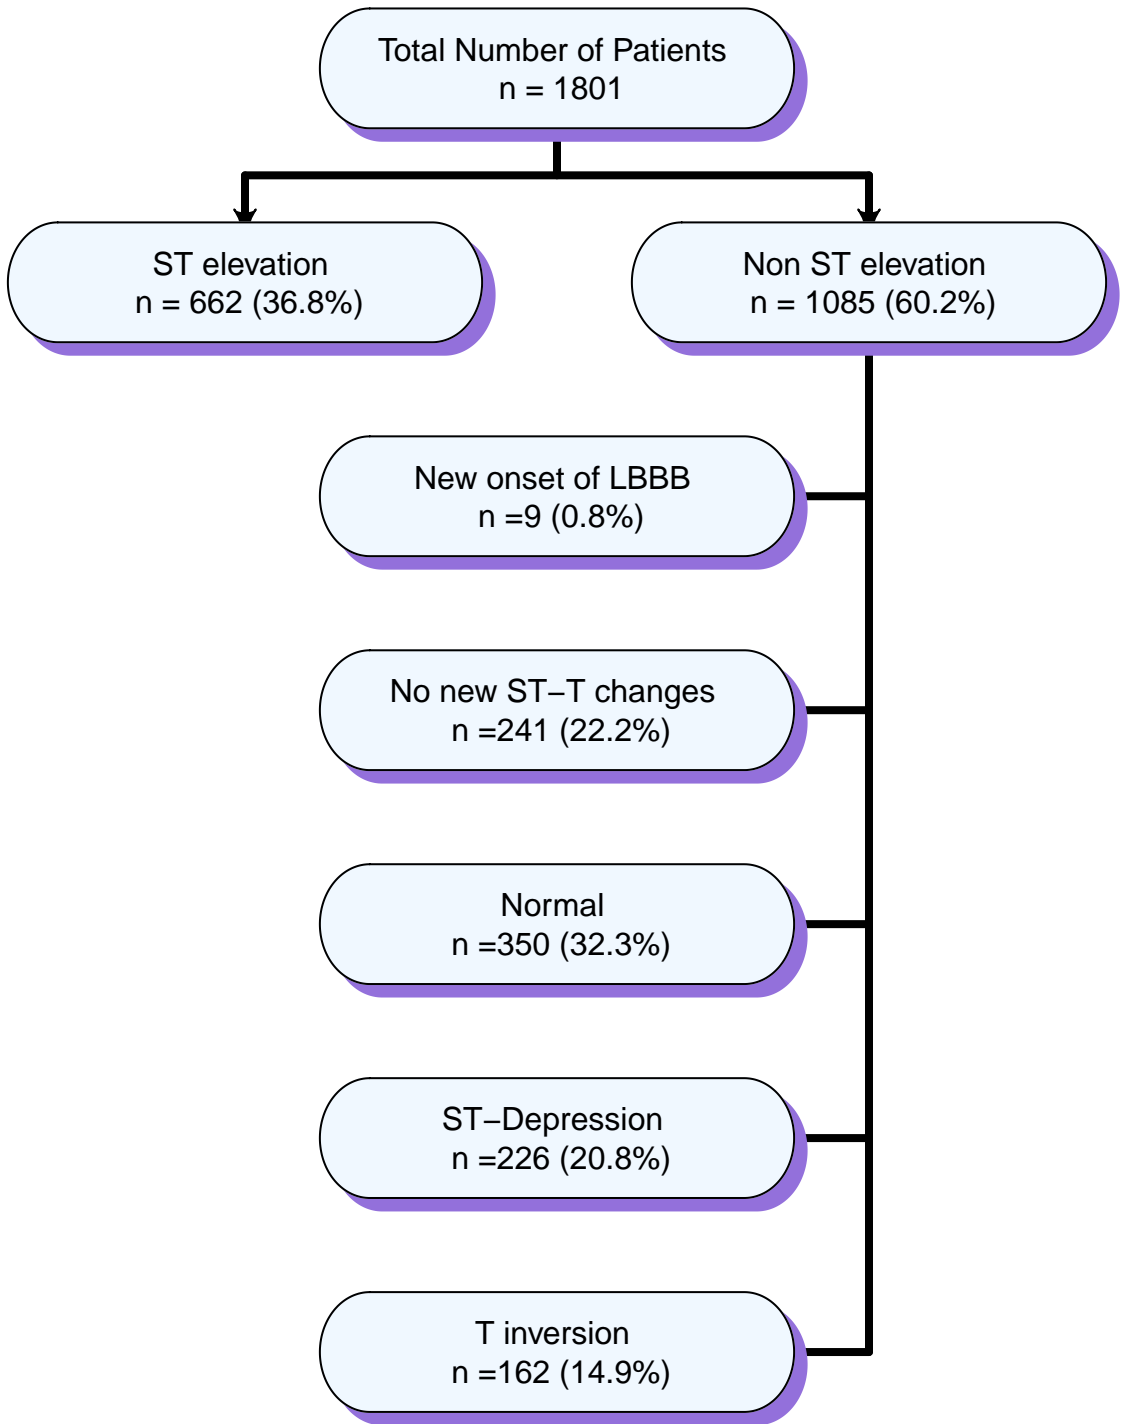 Total Number of Patients
n = 1801
ST elevation
n = 662 (36.8%)
Non ST elevation
n = 1085 (60.2%)
New onset of LBBB
n =9 (0.8%)
No new ST−T changes
n =241 (22.2%)
Normal
n =350 (32.3%)
ST−Depression
n =226 (20.8%)
T inversion
n =162 (14.9%)